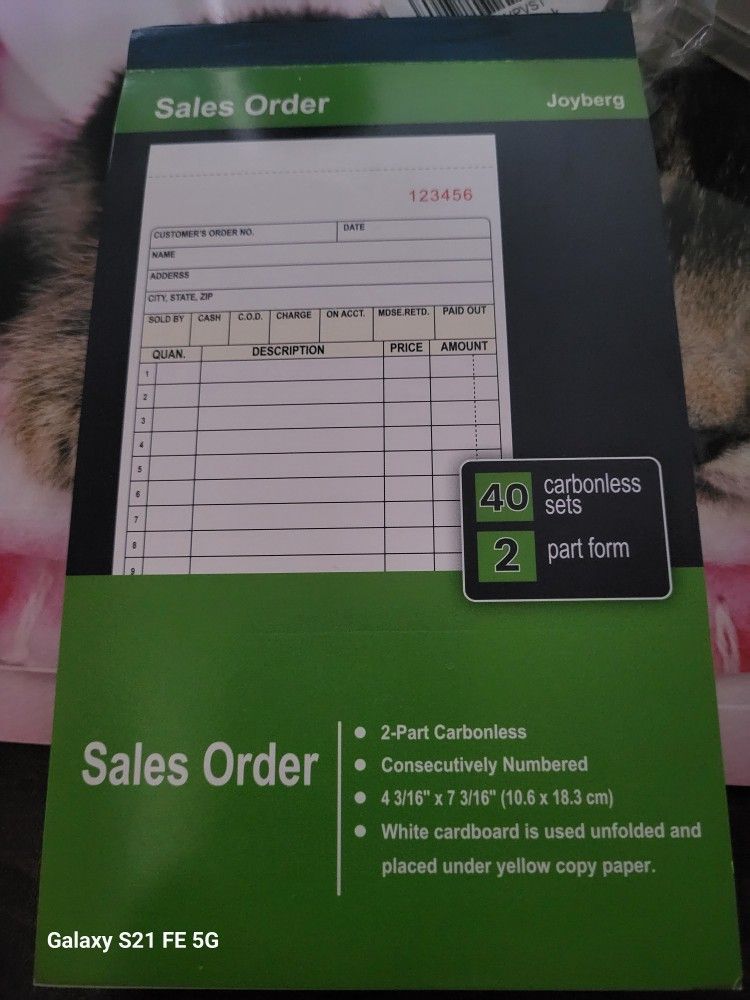 Sales Order
Joyberg
123456
CUSTOMER'S ORDER NO. DATE
NAME
ADDERSS
CITY, STATE, ZIP
SOLD BY CASH C.O.D. CHARGE ON ACCT. MDSE.RETD. PAID OUT
QUAN. DESCRIPTION PRICE AMOUNT
1
2
3
4
5
6
7
8
9
40 carbonless
sets
2 part form
Sales Order
2-Part Carbonless
Consecutively Numbered
4 3/16" x 7 3/16" (10.6 x 18.3 cm)
White cardboard is used unfolded and
placed under yellow copy paper.
Galaxy S21 FE 5G